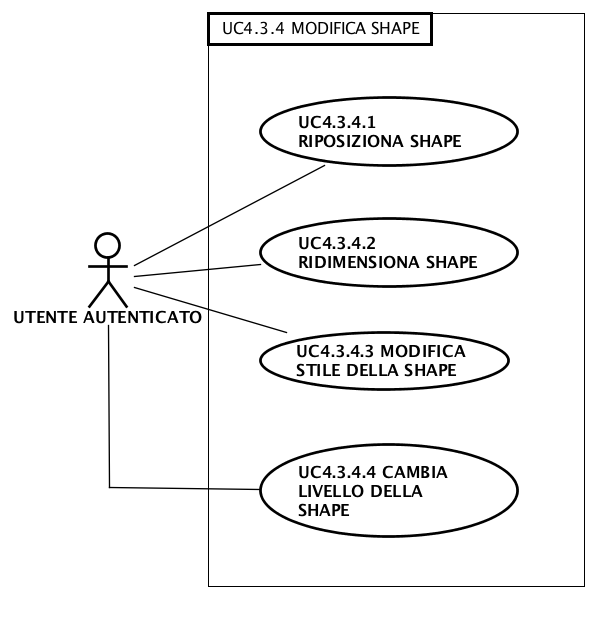 UC4.3.4 MODIFICA SHAPE
UC4.3.4.1
RIPOSIZIONA SHAPE
UC4.3.4.2
RIDIMENSIONA SHAPE
UTENTE AUTENTICATO
UC4.3.4.3 MODIFICA
STILE DELLA SHAPE
UC4.3.4.4 CAMBIA
LIVELLO DELLA
SHAPE